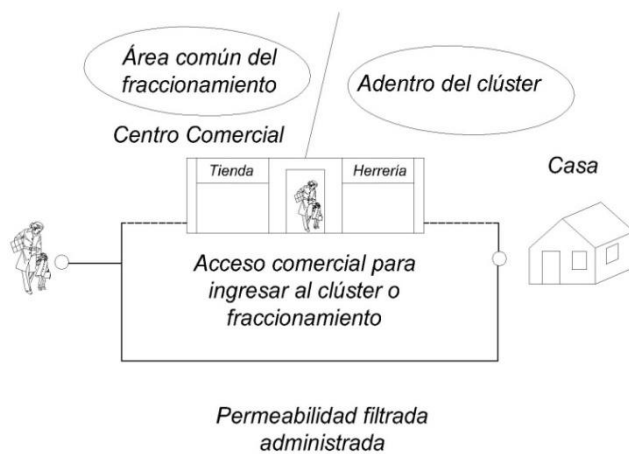 Área común del
fraccionamiento
Adentro del clúster
Centro Comercial
Tienda
Herreria
Casa
Acceso comercial para
ingresar al clúster o
fraccionamiento
Permeabilidad filtrada
administrada